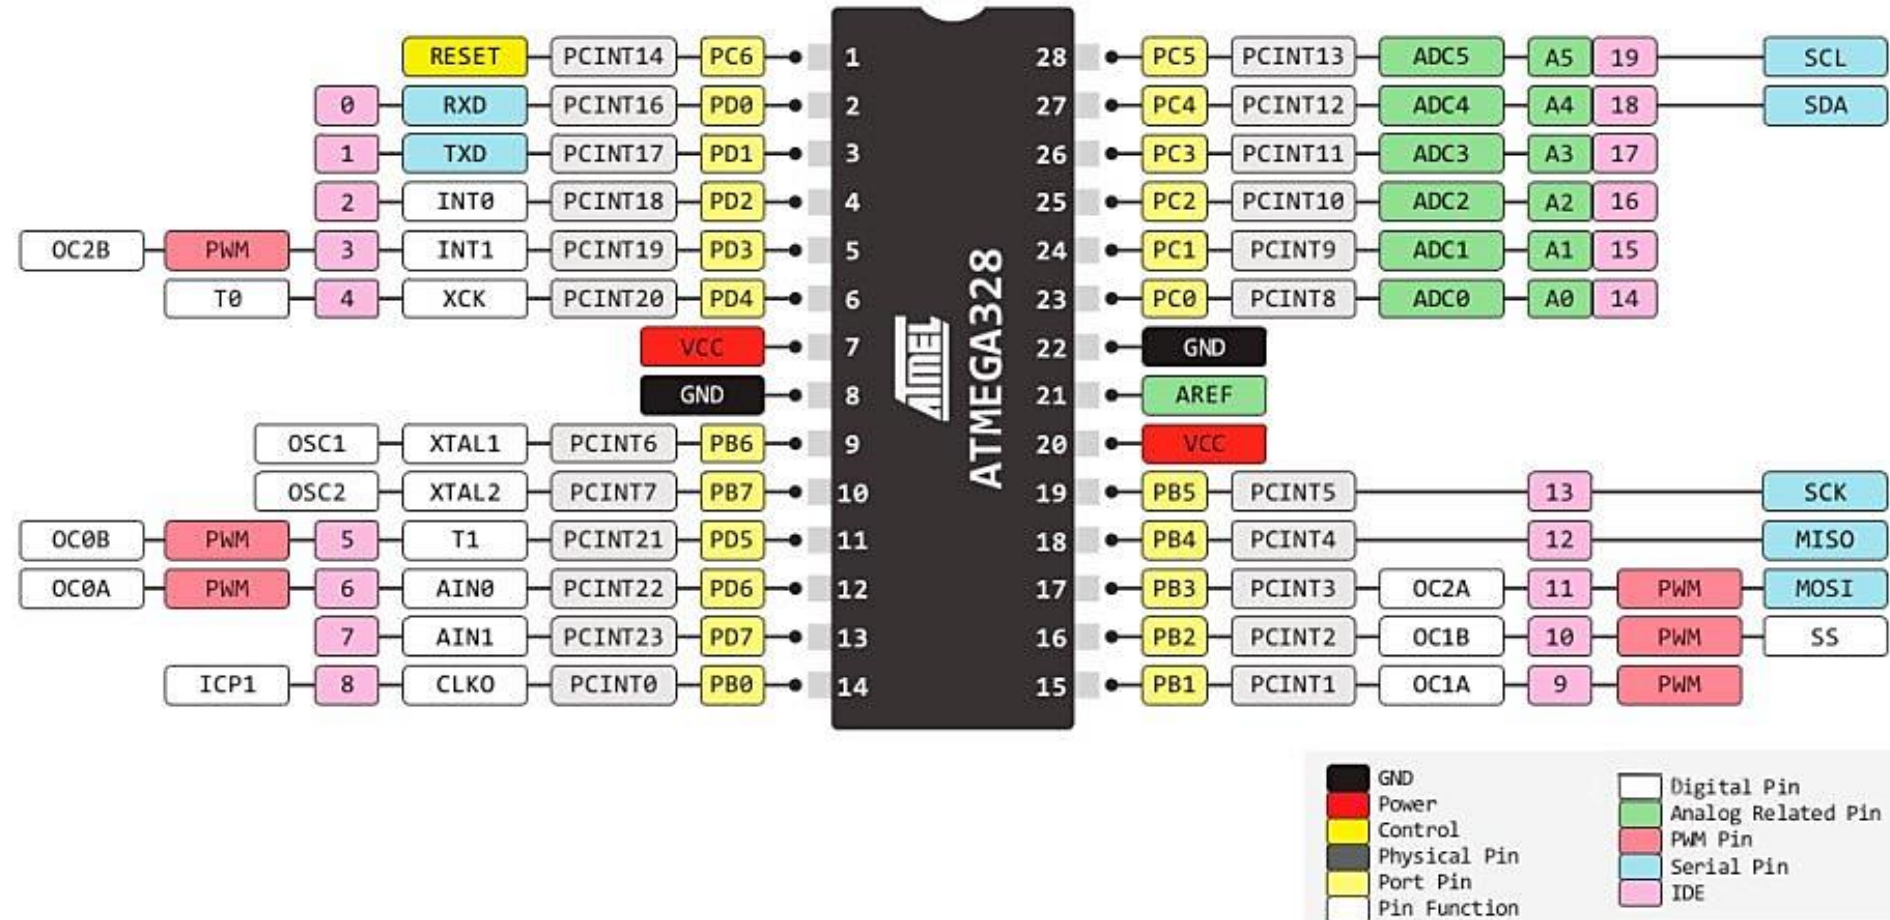 RESET PCINT14 PC6 1 28 PC5 PCINT13 ADC5 A5 19 SCL
0 RXD PCINT16 PD0 2 27 PC4 PCINT12 ADC4 A4 18 SDA
1 TXD PCINT17 PD1 3 26 PC3 PCINT11 ADC3 A3 17
2 INT0 PCINT18 PD2 4 25 PC2 PCINT10 ADC2 A2 16
OC2B PWM 3 INT1 PCINT19 PD3 5 24 PC1 PCINT9 ADC1 A1 15
T0 4 XCK PCINT20 PD4 6 23 PC0 PCINT8 ADC0 A0 14
VCC 7 22 GND
GND 8 21 AREF
OSC1 XTAL1 PCINT6 PB6 9 20 VCC
OSC2 XTAL2 PCINT7 PB7 10 19 PB5 PCINT5 13 SCK
OC0B PWM 5 T1 PCINT21 PD5 11 18 PB4 PCINT4 12 MISO
OC0A PWM 6 AIN0 PCINT22 PD6 12 17 PB3 PCINT3 OC2A 11 PWM MOSI
7 AIN1 PCINT23 PD7 13 16 PB2 PCINT2 OC1B 10 PWM SS
ICP1 8 CLKO PCINT0 PB0 14 15 PB1 PCINT1 OC1A 9 PWM
ATMEL
ATMEGA328
GND
Power
Control
Physical Pin
Port Pin
Pin Function
Digital Pin
Analog Related Pin
PWM Pin
Serial Pin
IDE